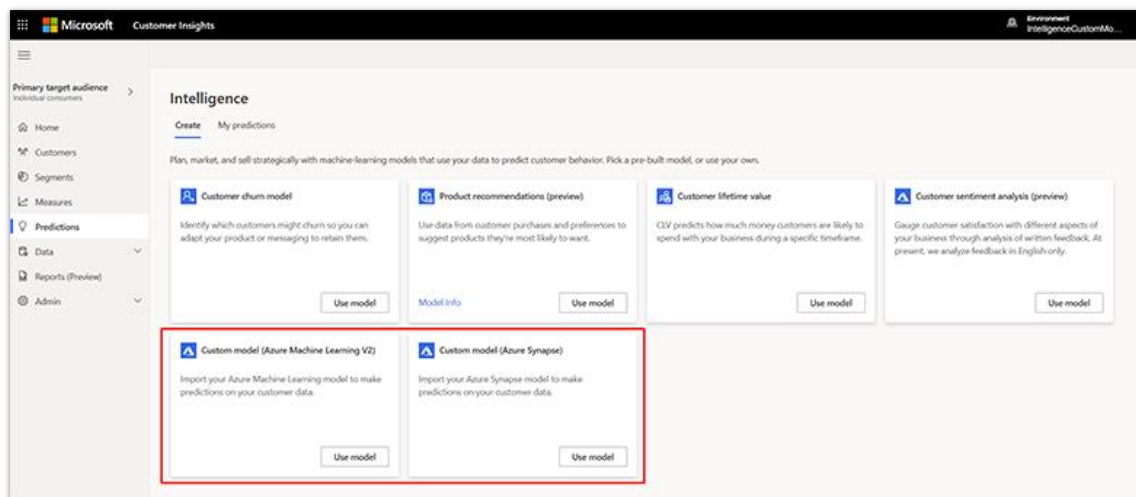 Microsoft Customer Insights
Environment
IntelligenceCustomMo...
Primary target audience
Individual consumers
Home
Customers
Segments
Measures
Predictions
Data
Reports (Preview)
Admin
Intelligence
Create My predictions
Plan, market, and sell strategically with machine-learning models that use your data to predict customer behavior. Pick a pre-built model, or use your own.
Customer churn model
Identify which customers might churn so you can
adapt your product or messaging to retain them.
Use model
Product recommendations (preview)
Use data from customer purchases and preferences to
suggest products they're most likely to want.
Model Info
Use model
Customer lifetime value
CLV predicts how much money customers are likely to
spend with your business during a specific timeframe.
Use model
Customer sentiment analysis (preview)
Gauge customer satisfaction with different aspects of
your business through analysis of written feedback. At
present, we analyze feedback in English only.
Use model
Custom model (Azure Machine Learning V2)
Import your Azure Machine Learning model to make
predictions on your customer data.
Use model
Custom model (Azure Synapse)
Import your Azure Synapse model to make
predictions on your customer data.
Use model